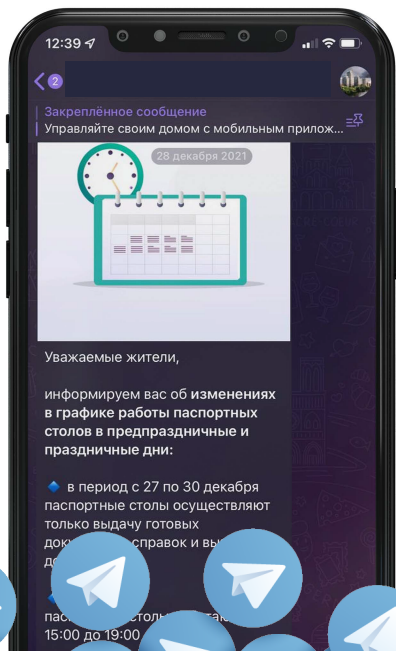 12:39
2
Закреплённое сообщение
Управляйте своим домом с мобильным прилож...
28 декабря 2021
Уважаемые жители,
информируем вас об изменениях
в графике работы паспортных
столов в предпраздничные и
праздничные дни:
в период с 27 по 30 декабря
паспортные столы осуществляют
только выдачу готовых
справок и
15:00 до 19:00